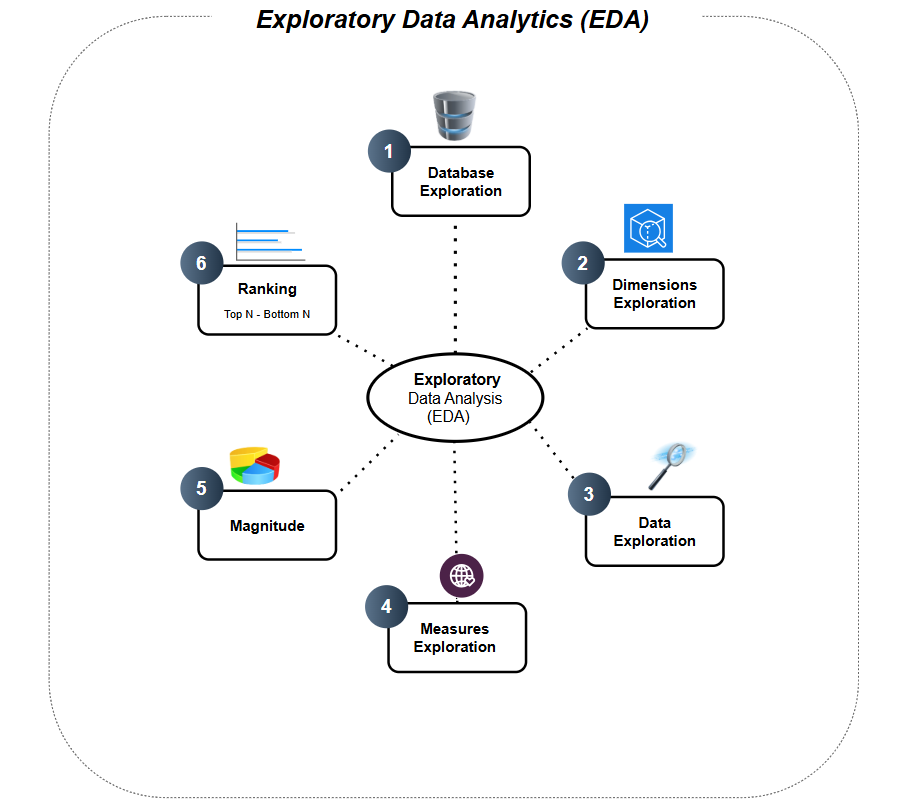 Exploratory Data Analytics (EDA)
1
Database
Exploration
2
Dimensions
Exploration
3
Data
Exploration
4
Measures
Exploration
5
Magnitude
6
Ranking
Top N - Bottom N
Exploratory
Data Analysis
(EDA)